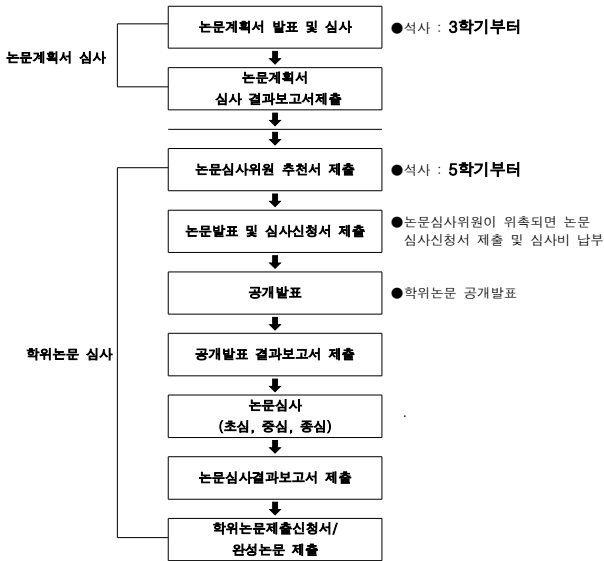 논문계획서 발표 및 심사
●석사 : 3학기부터
논문계획서 심사
논문계획서
심사 결과보고서제출
논문심사위원 추천서 제출
●석사 : 5학기부터
논문발표 및 심사신청서 제출
●논문심사위원이 위촉되면 논문
심사신청서 제출 및 심사비 납부
공개발표
●학위논문 공개발표
학위논문 심사
공개발표 결과보고서 제출
논문심사
(초심, 중심, 종심)
.
논문심사결과보고서 제출
학위논문제출신청서/
완성논문 제출